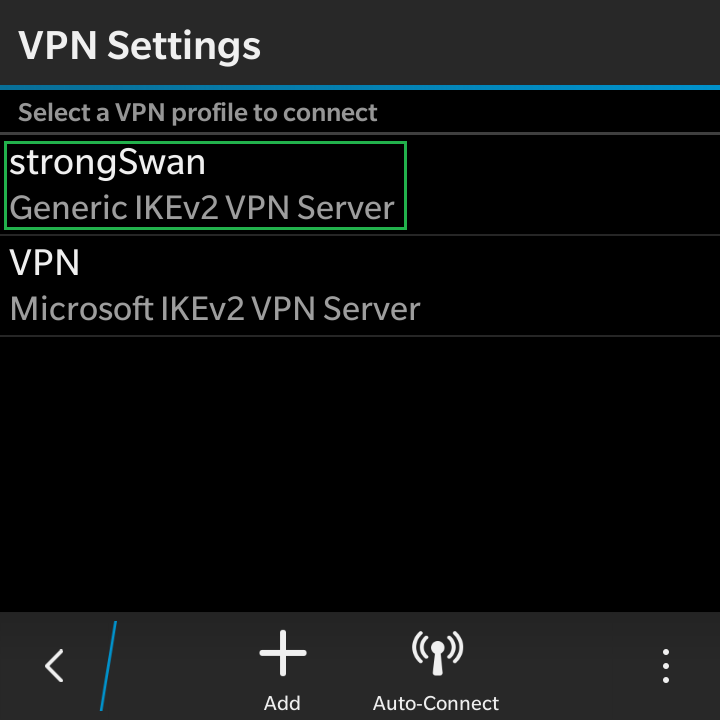 VPN Settings
Select a VPN profile to connect
strongSwan
Generic IKEv2 VPN Server
VPN
Microsoft IKEv2 VPN Server
Add
Auto-Connect